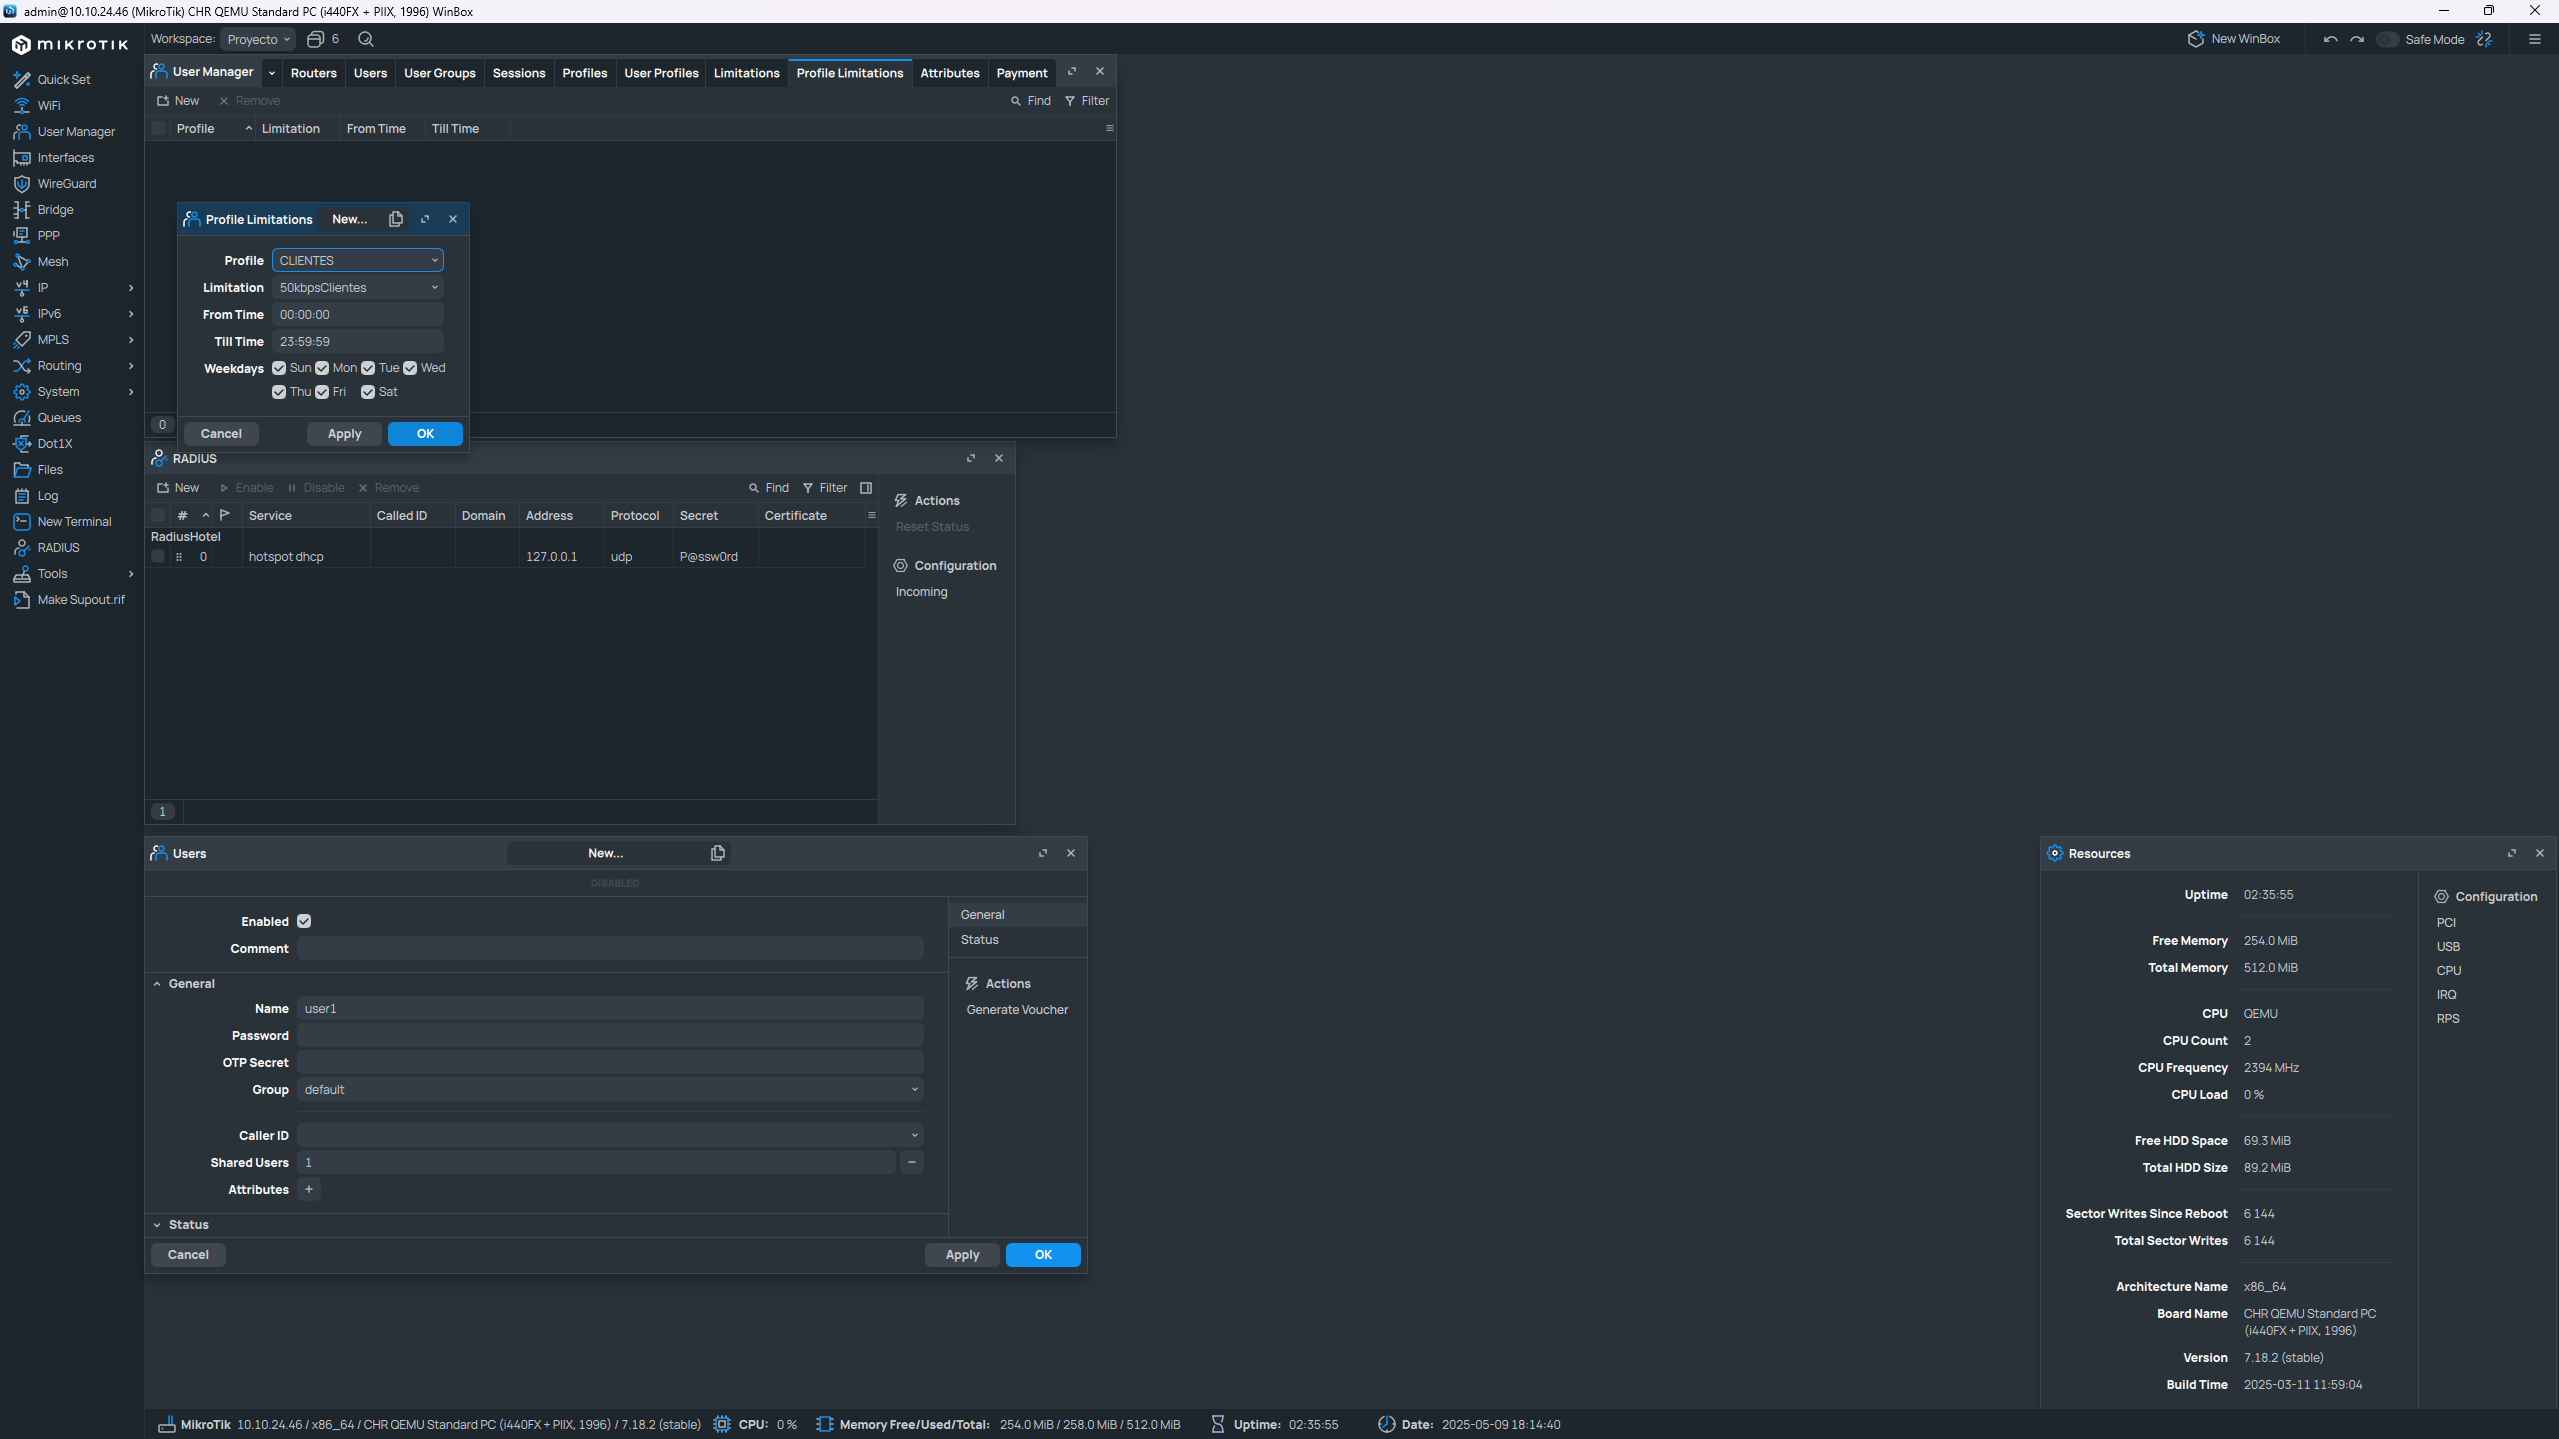 admin@10.10.24.46 (MikroTik) CHR QEMU Standard PC (i440FX + PIIX, 1996) WinBox
MIKROTIK
Workspace: Proyecto 6
New WinBox
Safe Mode
Quick Set
WiFi
User Manager
Interfaces
WireGuard
Bridge
PPP
Mesh
IP
IPv6
MPLS
Routing
System
Queues
Dot1X
Files
Log
New Terminal
RADIUS
Tools
Make Supout.rif
User Manager Routers Users User Groups Sessions Profiles User Profiles Limitations Profile Limitations Attributes Payment
New Remove Find Filter
Profile Limitation From Time Till Time
0
Profile Limitations New...
Profile CLIENTES
Limitation 50kbpsClientes
From Time 00:00:00
Till Time 23:59:59
Weekdays Sun Mon Tue Wed
Thu Fri Sat
Cancel Apply OK
RADIUS
New Enable Disable Remove Find Filter
# Service Called ID Domain Address Protocol Secret Certificate
RadiusHotel
0 hotspot dhcp 127.0.0.1 udp P@ssw0rd
1
Actions
Reset Status
Configuration
Incoming
Users New...
DISABLED
Enabled
Comment
General
Name user1
Password
OTP Secret
Group default
Caller ID
Shared Users 1
Attributes +
Status
Cancel Apply OK
General
Status
Actions
Generate Voucher
Resources
Uptime 02:35:55
Free Memory 254.0 MiB
Total Memory 512.0 MiB
CPU QEMU
CPU Count 2
CPU Frequency 2394 MHz
CPU Load 0 %
Free HDD Space 69.3 MiB
Total HDD Size 89.2 MiB
Sector Writes Since Reboot 6 144
Total Sector Writes 6 144
Architecture Name x86_64
Board Name CHR QEMU Standard PC
(i440FX + PIIX, 1996)
Version 7.18.2 (stable)
Build Time 2025-03-11 11:59:04
Configuration
PCI
USB
CPU
IRQ
RPS
MikroTik 10.10.24.46 / x86_64 / CHR QEMU Standard PC (i440FX + PIIX, 1996) / 7.18.2 (stable) CPU: 0 % Memory Free/Used/Total: 254.0 MiB / 258.0 MiB / 512.0 MiB Uptime: 02:35:55 Date: 2025-05-09 18:14:40